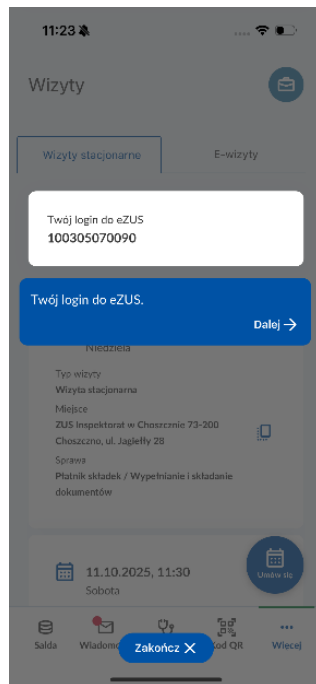 11:23
Wizyty
Wizyty stacjonarne
E-wizyty
Twój login do eZUS
100305070090
Twój login do eZUS.
Dalej →
Niedziela
Typ wizyty
Wizyta stacjonarna
Miejsce
ZUS Inspektorat w Choszcznie 73-200
Choszczno, ul. Jagiełły 28
Sprawa
Płatnik składek / Wypełnianie i składanie
dokumentów
11.10.2025, 11:30
Sobota
Umów się
Salda
Wiadomo
Kod QR
Więcej
Zakończ ✕